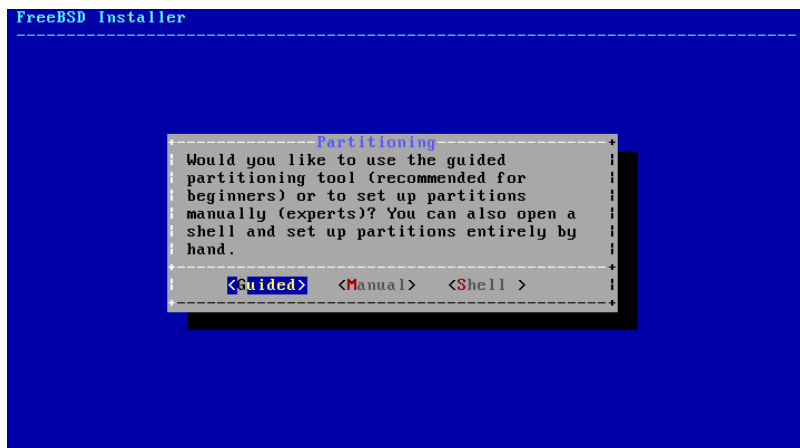 FreeBSD Installer
Partitioning
Would you like to use the guided
partitioning tool (recommended for
beginners) or to set up partitions
manually (experts)? You can also open a
shell and set up partitions entirely by
hand.
<Guided> <Manual> <Shell >